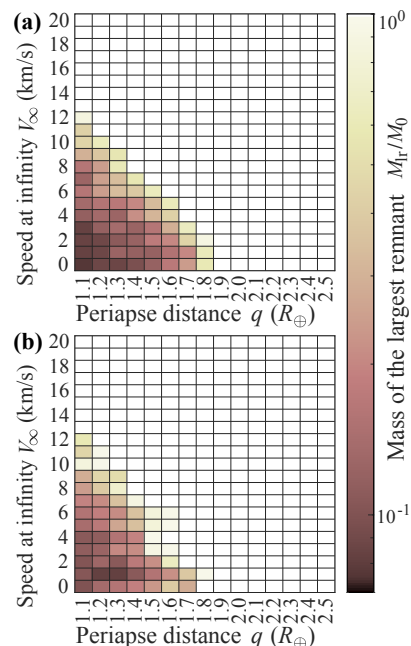 (a)
Speed at infinity V∞ (km/s)
20
18
16
14
12
10
8
6
4
2
0
1.1 1.2 1.3 1.4 1.5 1.6 1.7 1.8 1.9 2.0 2.1 2.2 2.3 2.4 2.5
Periapse distance q (R⊕)
(b)
Speed at infinity V∞ (km/s)
20
18
16
14
12
10
8
6
4
2
0
1.1 1.2 1.3 1.4 1.5 1.6 1.7 1.8 1.9 2.0 2.1 2.2 2.3 2.4 2.5
Periapse distance q (R⊕)
10⁰
10⁻¹
Mass of the largest remnant Mlr/M0